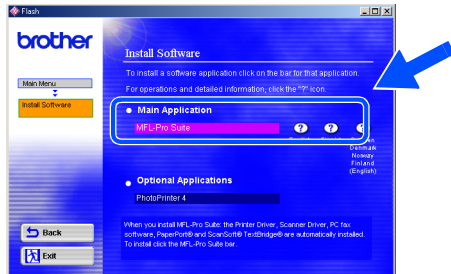 Flash
brother
Install Software
To install a software application click on the bar for that application.
For operations and detailed information, click the "?" icon.
Main Menu
Install Software
Main Application
MFL-Pro Suite
? ? ?
Denmark
Norway
Finland
(English)
Optional Applications
PhotoPrinter 4
When you install MFL-Pro Suite: the Printer Driver, Scanner Driver, PC fax
software, PaperPort® and ScanSoft® TextBridge® are automatically installed.
To install click the MFL-Pro Suite bar.
Back
Exit